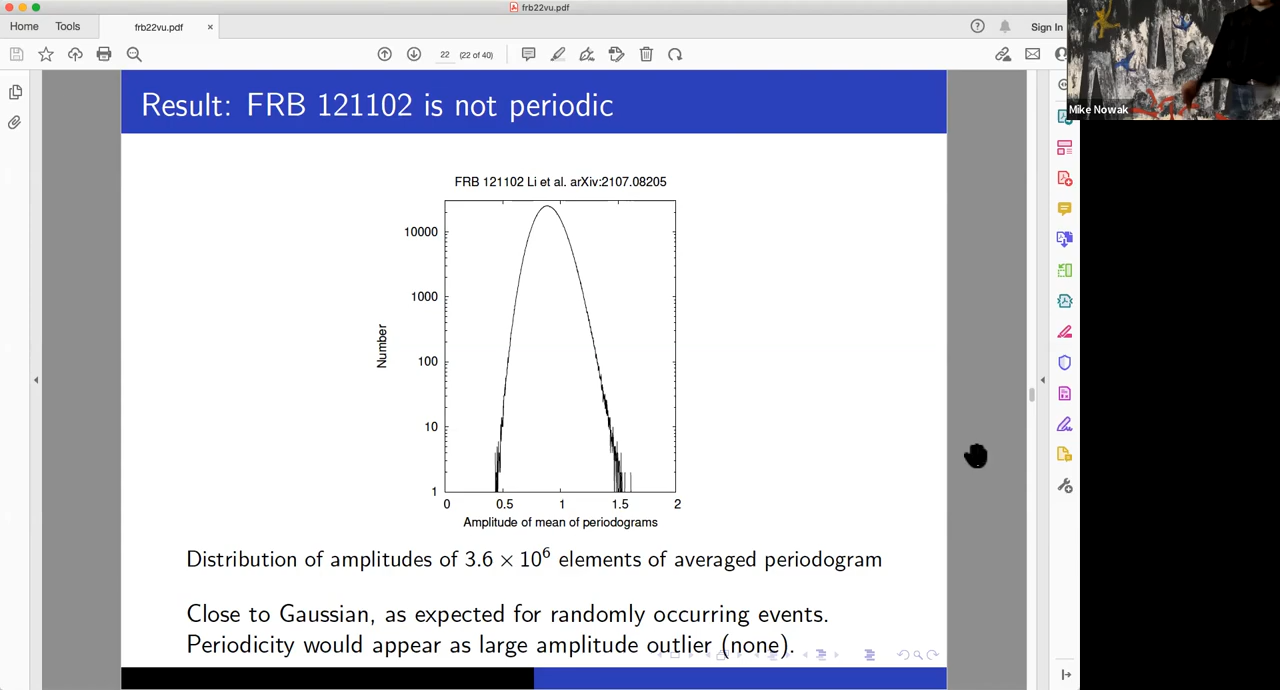 frb22vu.pdf
Home Tools frb22vu.pdf × Sign In
22 (22 of 40)
Mike Nowak
Result: FRB 121102 is not periodic
FRB 121102 Li et al. arXiv:2107.08205
10000
1000
100
10
1
Number
0 0.5 1 1.5 2
Amplitude of mean of periodograms
Distribution of amplitudes of 3.6 × 10⁶ elements of averaged periodogram
Close to Gaussian, as expected for randomly occurring events.
Periodicity would appear as large amplitude outlier (none).